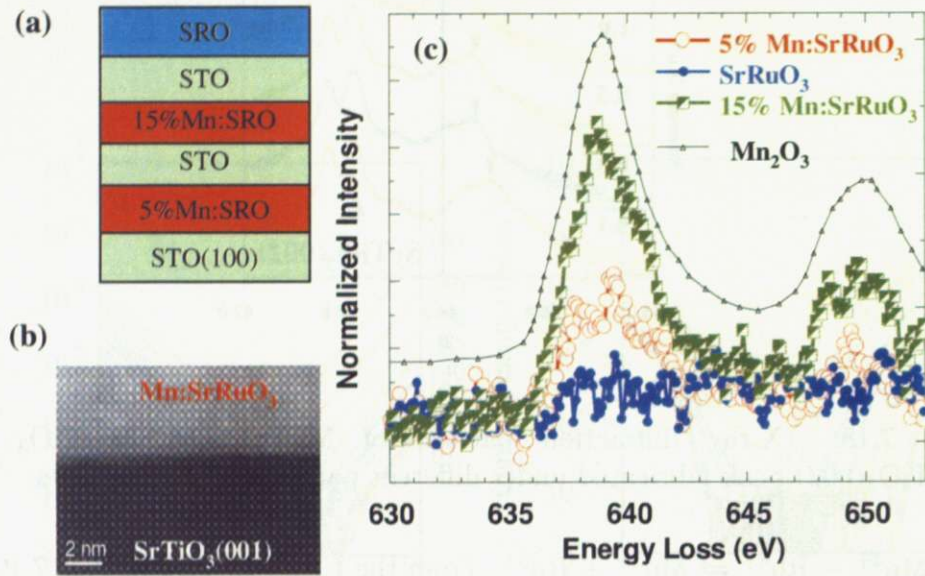 (a)
SRO
STO
15%Mn:SRO
STO
5%Mn:SRO
STO(100)
(b)
Mn:SrRuO3
2 nm
SrTiO3(001)
(c)
5% Mn:SrRuO3
SrRuO3
15% Mn:SrRuO3
Mn2O3
Normalized Intensity
630 635 640 645 650
Energy Loss (eV)